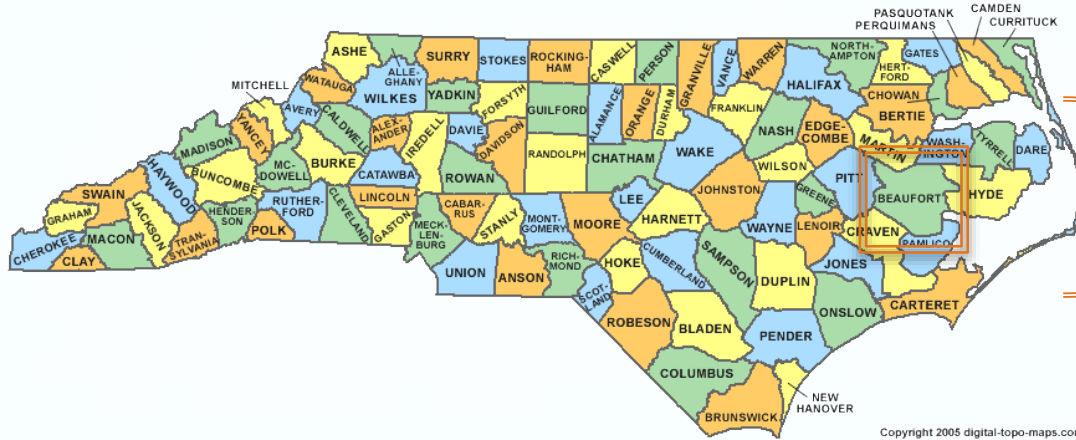 CAMDEN
PASQUOTANK
CURRITUCK
PERQUIMANS
ASHE
ALLE-
GHANY
SURRY
STOKES
ROCKING-
HAM
CASWELL
PERSON
GRANVILLE
VANCE
WARREN
NORTH-
AMPTON
HERT-
FORD
GATES
MITCHELL
WATAUGA
WILKES
YADKIN
FORSYTH
GUILFORD
ALAMANCE
ORANGE
DURHAM
FRANKLIN
HALIFAX
CHOWAN
BERTIE
AVERY
YANCEY
CALDWELL
ALEX-
ANDER
IREDELL
DAVIE
DAVIDSON
RANDOLPH
CHATHAM
WAKE
NASH
EDGE-
COMBE
MARTIN
WASH-
INGTON
TYRRELL
DARE
MADISON
HAYWOOD
BUNCOMBE
MC-
DOWELL
BURKE
CATAWBA
ROWAN
WILSON
PITT
BEAUFORT
HYDE
SWAIN
GRAHAM
JACKSON
HENDER-
SON
RUTHER-
FORD
CLEVELAND
LINCOLN
GASTON
CABAR-
RUS
STANLY
MONT-
GOMERY
MOORE
LEE
HARNETT
JOHNSTON
WAYNE
GREENE
LENOIR
CRAVEN
PAMLICO
CHEROKEE
CLAY
MACON
TRAN-
SYLVANIA
POLK
MECK-
LEN-
BURG
UNION
ANSON
RICH-
MOND
SCOT-
LAND
HOKE
CUMBERLAND
SAMPSON
DUPLIN
JONES
CARTERET
ONSLOW
ROBESON
BLADEN
PENDER
COLUMBUS
BRUNSWICK
NEW
HANOVER
Copyright 2005 digital-topo-maps.com